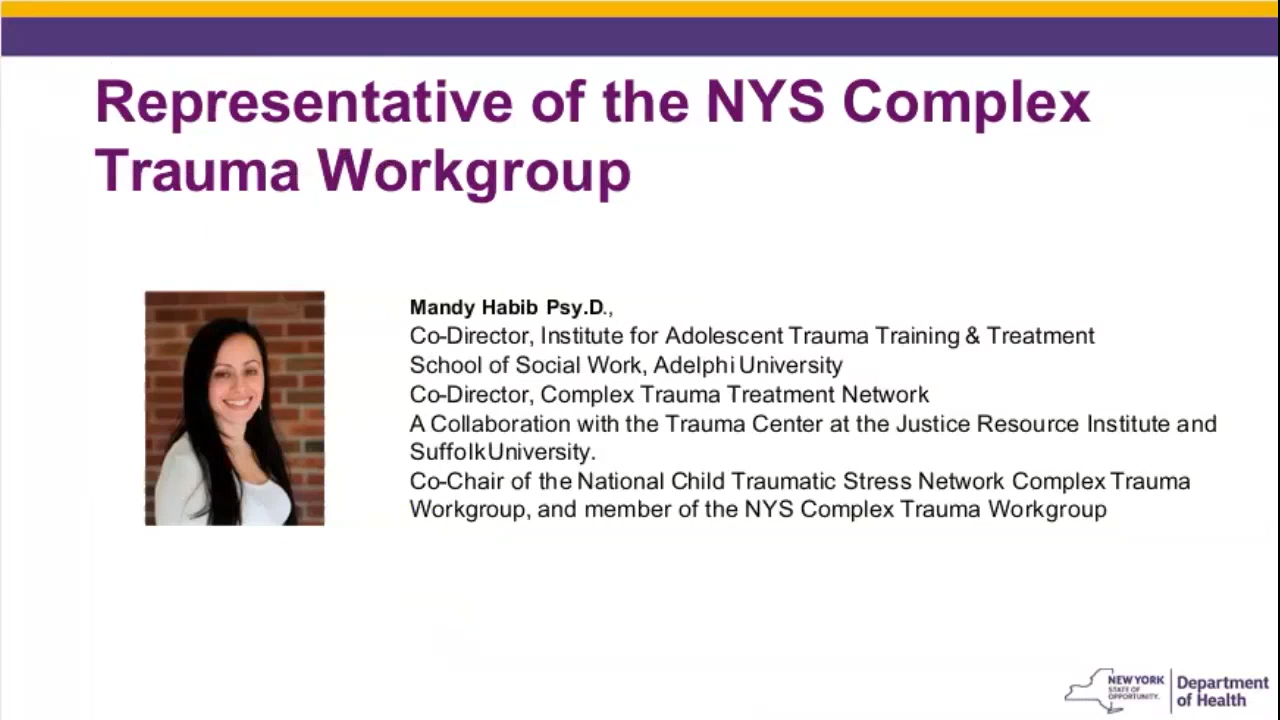 Representative of the NYS Complex
Trauma Workgroup
Mandy Habib Psy.D.,
Co-Director, Institute for Adolescent Trauma Training & Treatment
School of Social Work, Adelphi University
Co-Director, Complex Trauma Treatment Network
A Collaboration with the Trauma Center at the Justice Resource Institute and
Suffolk University.
Co-Chair of the National Child Traumatic Stress Network Complex Trauma
Workgroup, and member of the NYS Complex Trauma Workgroup
NEW YORK
STATE OF
OPPORTUNITY.
Department
of Health